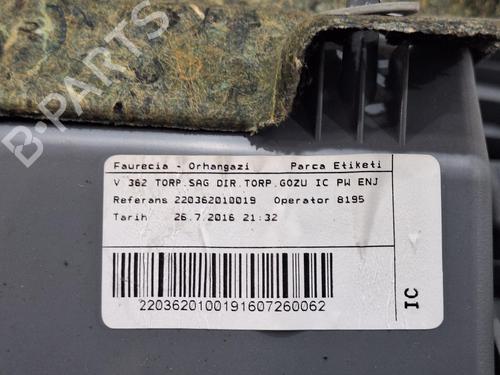 B-PARTS
Faurecia - Orhangazi Parca Etiketi
V 362 TORP.SAG DIR.TORP.GOZU IC PW ENJ
Referans 220362010019 Operator 8195
Tarih 26.7.2016 21:32
2203620100191607260062
IC